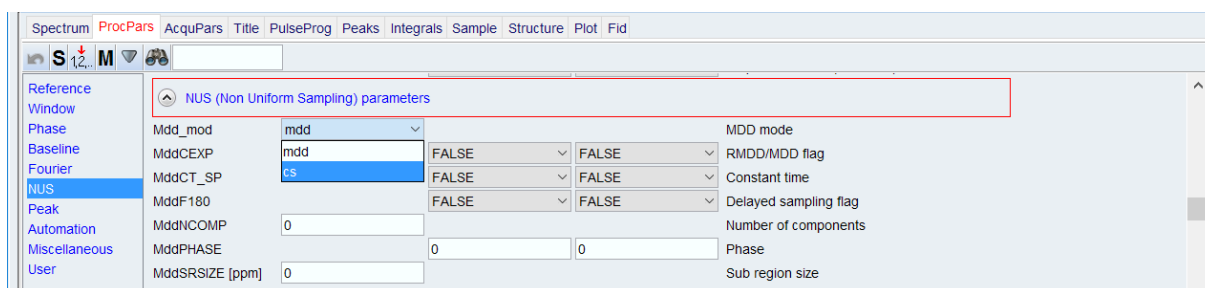 Spectrum ProcPars AcquPars Title PulseProg Peaks Integrals Sample Structure Plot Fid
S 1,2,.. M
Reference
Window
Phase
Baseline
Fourier
NUS
Peak
Automation
Miscellaneous
User
NUS (Non Uniform Sampling) parameters
Mdd_mod mdd MDD mode
mdd
cs
MddCEXP FALSE FALSE RMDD/MDD flag
MddCT_SP FALSE FALSE Constant time
MddF180 FALSE FALSE Delayed sampling flag
MddNCOMP 0 Number of components
MddPHASE 0 0 Phase
MddSRSIZE [ppm] 0 Sub region size